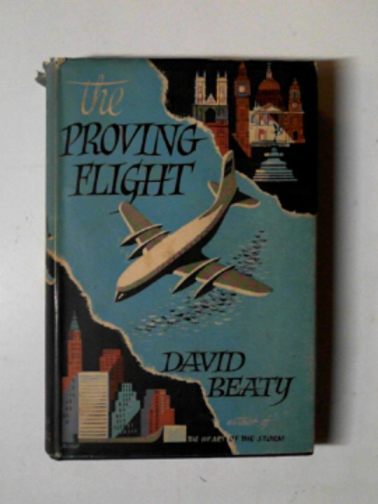 the
PROVING
FLIGHT
DAVID
BEATY
author of
THE HEART OF THE STORM